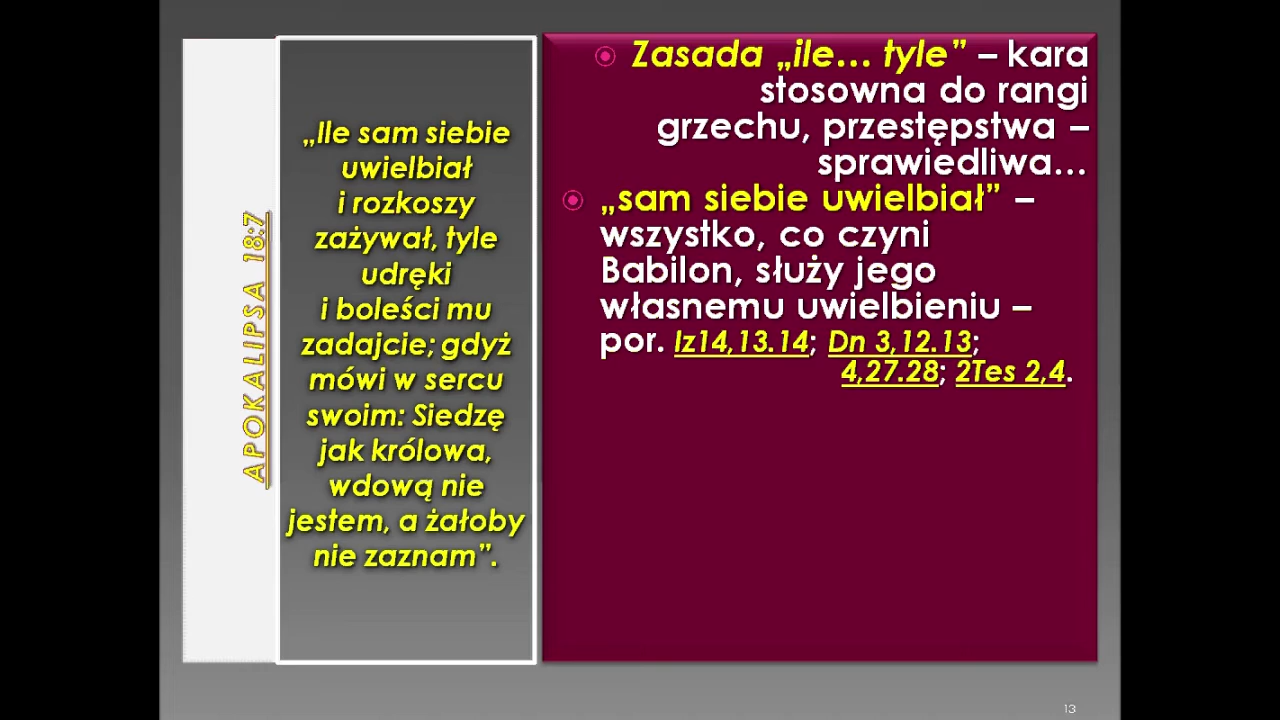 APOKALIPSA 18:7
„Ile sam siebie
uwielbiał
i rozkoszy
zażywał, tyle
udręki
i boleści mu
zadajcie; gdyż
mówi w sercu
swoim: Siedzę
jak królowa,
wdową nie
jestem, a żałoby
nie zaznam”.
Zasada „ile... tyle” – kara
stosowna do rangi
grzechu, przestępstwa –
sprawiedliwa...
„sam siebie uwielbiał” –
wszystko, co czyni
Babilon, służy jego
własnemu uwielbieniu –
por. Iz14,13.14; Dn 3,12.13;
4,27.28; 2Tes 2,4.
13